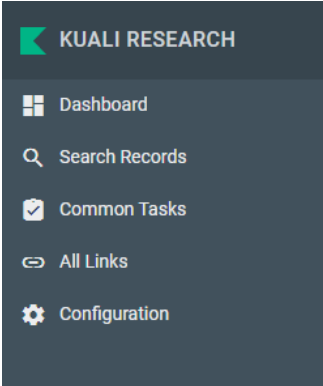 KUALI RESEARCH
Dashboard
Search Records
Common Tasks
All Links
Configuration